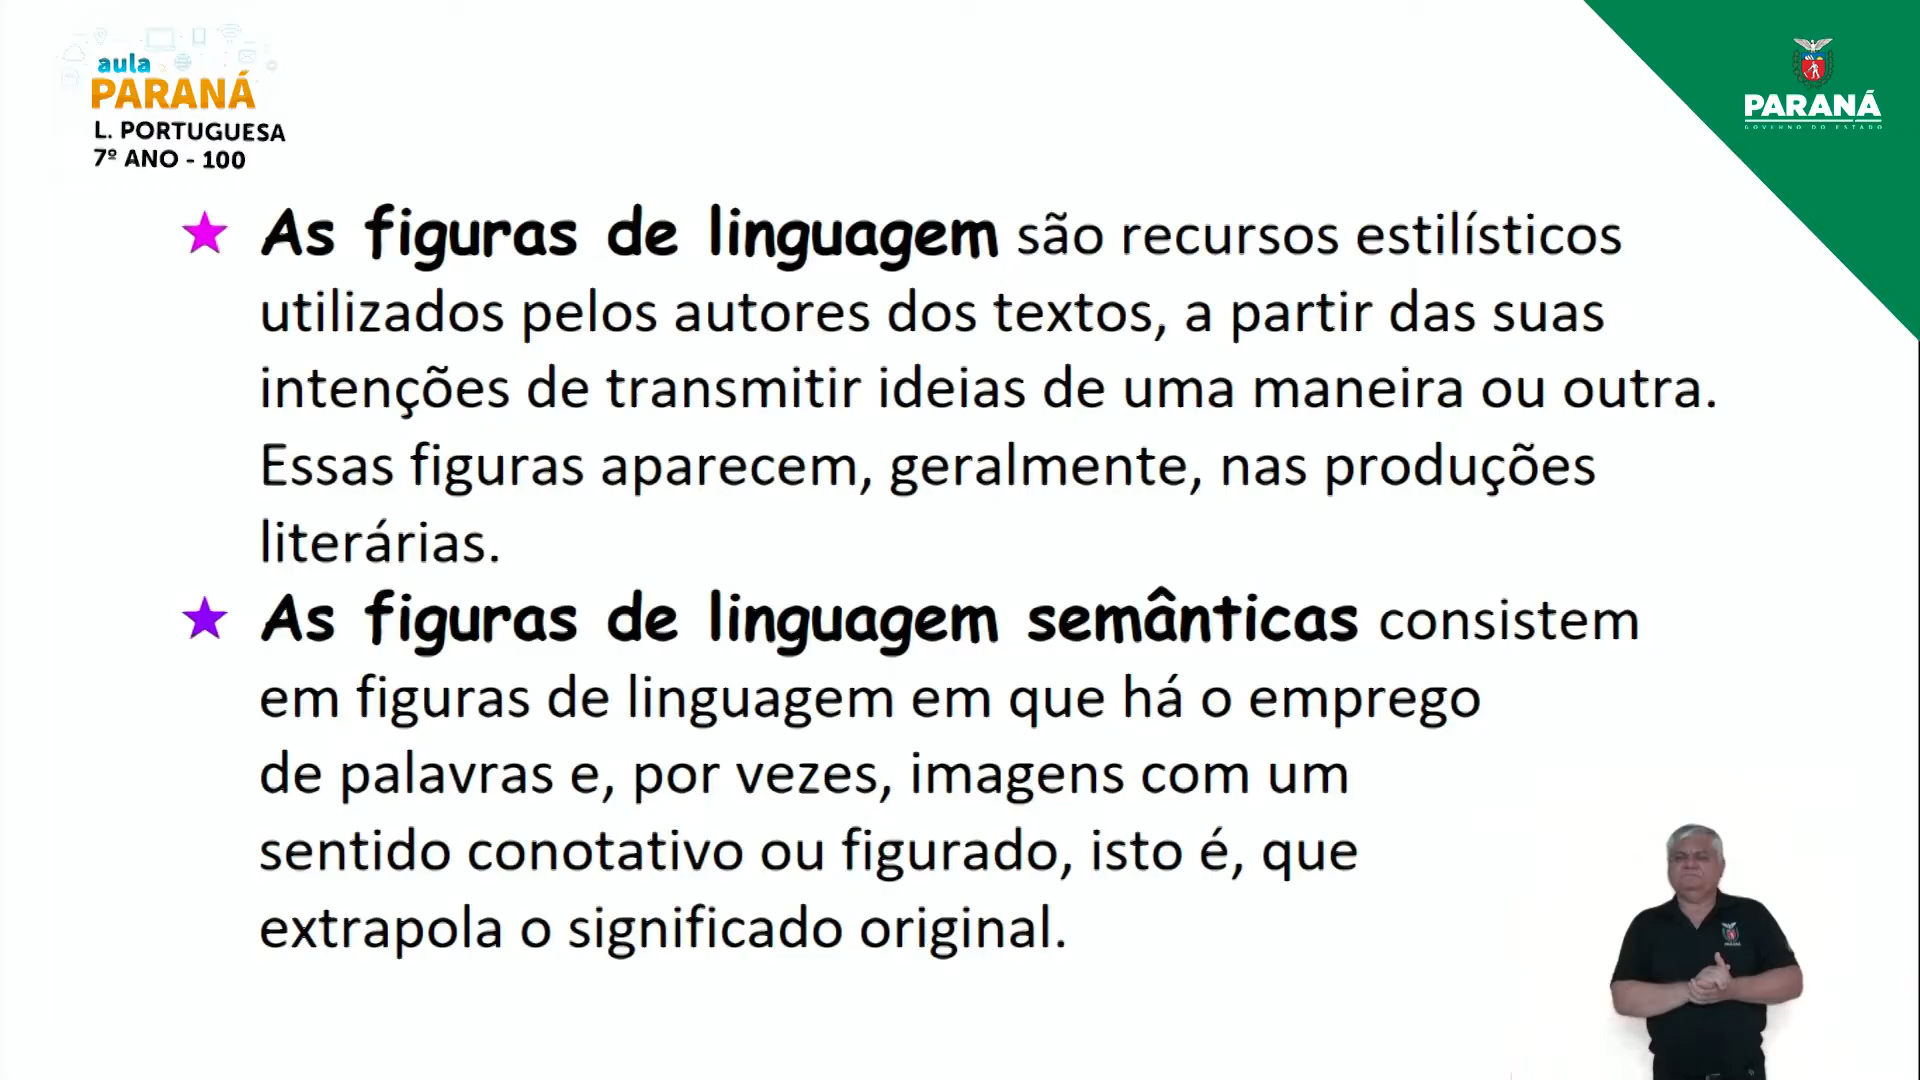 aula
PARANÁ
L. PORTUGUESA
7º ANO - 100
PARANÁ
GOVERNO DO ESTADO
As figuras de linguagem são recursos estilísticos
utilizados pelos autores dos textos, a partir das suas
intenções de transmitir ideias de uma maneira ou outra.
Essas figuras aparecem, geralmente, nas produções
literárias.
As figuras de linguagem semânticas consistem
em figuras de linguagem em que há o emprego
de palavras e, por vezes, imagens com um
sentido conotativo ou figurado, isto é, que
extrapola o significado original.